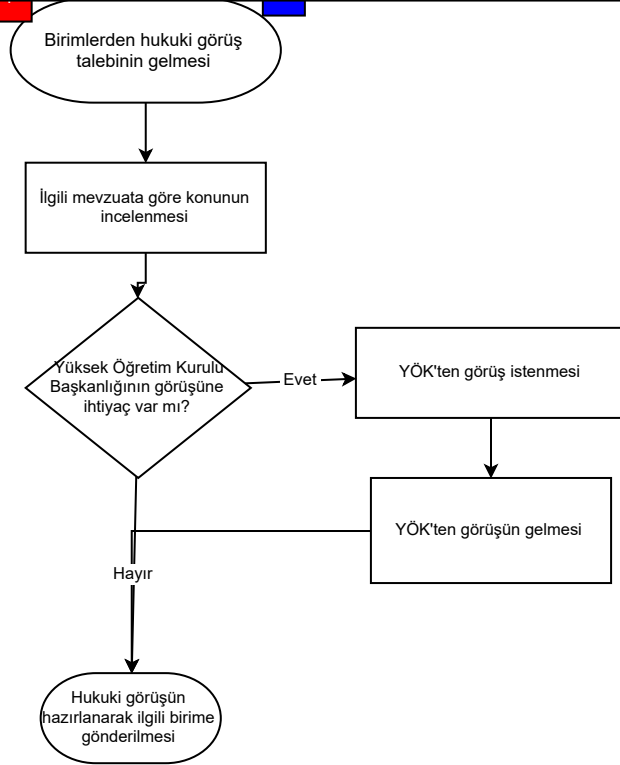 Birimlerden hukuki görüş
talebinin gelmesi
İlgili mevzuata göre konunun
incelenmesi
Yüksek Öğretim Kurulu
Başkanlığının görüşüne
ihtiyaç var mı?
Evet
YÖK'ten görüş istenmesi
YÖK'ten görüşün gelmesi
Hayır
Hukuki görüşün
hazırlanarak ilgili birime
gönderilmesi